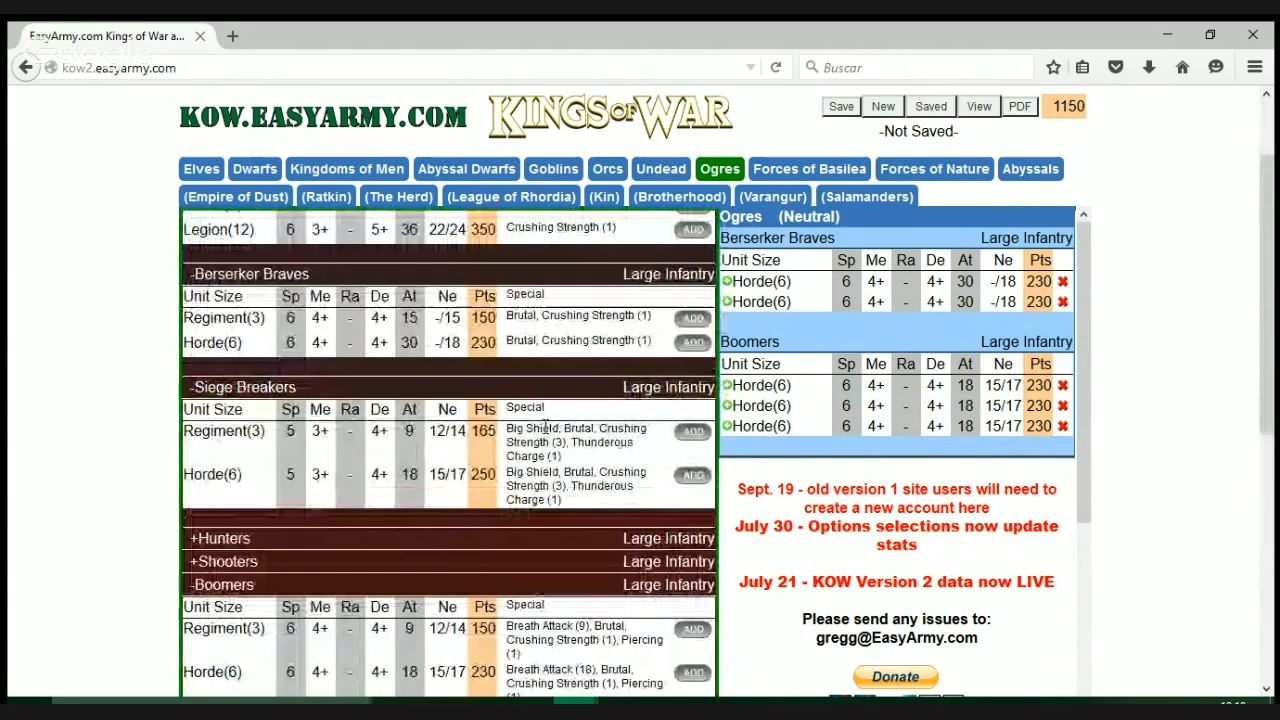 EasyArmy.com Kings of War a...
kow2.easyarmy.com
Buscar
KOW.EASYARMY.COM
KINGS OF WAR
Save New Saved View PDF 1150
-Not Saved-
Elves Dwarfs Kingdoms of Men Abyssal Dwarfs Goblins Orcs Undead Ogres Forces of Basilea Forces of Nature Abyssals
(Empire of Dust) (Ratkin) (The Herd) (League of Rhordia) (Kin) (Brotherhood) (Varangur) (Salamanders)
Legion(12) 6 3+ - 5+ 36 22/24 350 Crushing Strength (1) ADD
-Berserker Braves Large Infantry
Unit Size Sp Me Ra De At Ne Pts Special
Regiment(3) 6 4+ - 4+ 15 -/15 150 Brutal, Crushing Strength (1) ADD
Horde(6) 6 4+ - 4+ 30 -/18 230 Brutal, Crushing Strength (1) ADD
-Siege Breakers Large Infantry
Unit Size Sp Me Ra De At Ne Pts Special
Regiment(3) 5 3+ - 4+ 9 12/14 165 Big Shield, Brutal, Crushing ADD
Strength (3), Thunderous
Charge (1)
Horde(6) 5 3+ - 4+ 18 15/17 250 Big Shield, Brutal, Crushing ADD
Strength (3), Thunderous
Charge (1)
+Hunters Large Infantry
+Shooters Large Infantry
-Boomers Large Infantry
Unit Size Sp Me Ra De At Ne Pts Special
Regiment(3) 6 4+ - 4+ 9 12/14 150 Breath Attack (9), Brutal, ADD
Crushing Strength (1), Piercing
(1)
Horde(6) 6 4+ - 4+ 18 15/17 230 Breath Attack (18), Brutal, ADD
Crushing Strength (1), Piercing
Ogres (Neutral)
Berserker Braves Large Infantry
Unit Size Sp Me Ra De At Ne Pts
Horde(6) 6 4+ - 4+ 30 -/18 230
Horde(6) 6 4+ - 4+ 30 -/18 230
Boomers Large Infantry
Unit Size Sp Me Ra De At Ne Pts
Horde(6) 6 4+ - 4+ 18 15/17 230
Horde(6) 6 4+ - 4+ 18 15/17 230
Horde(6) 6 4+ - 4+ 18 15/17 230
Sept. 19 - old version 1 site users will need to
create a new account here
July 30 - Options selections now update
stats
July 21 - KOW Version 2 data now LIVE
Please send any issues to:
gregg@EasyArmy.com
Donate